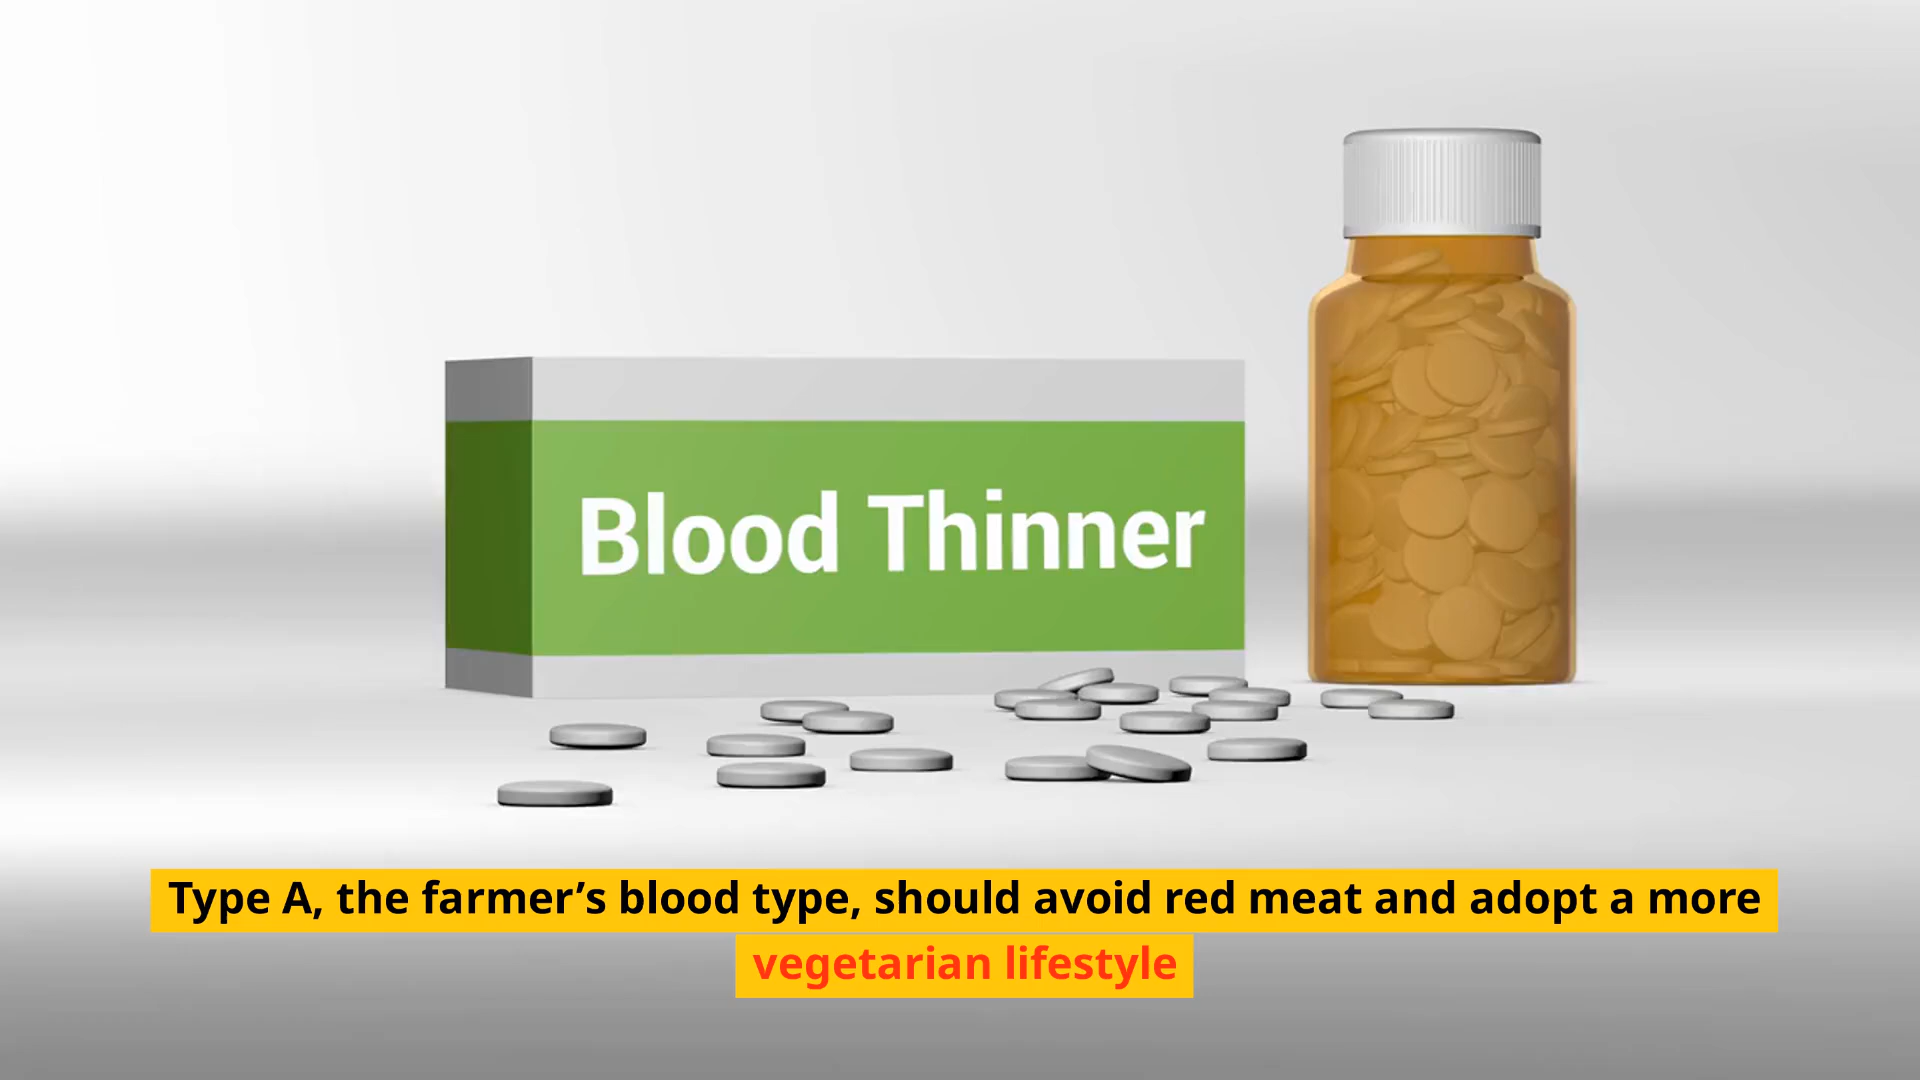 Blood Thinner
Type A, the farmer’s blood type, should avoid red meat and adopt a more
vegetarian lifestyle